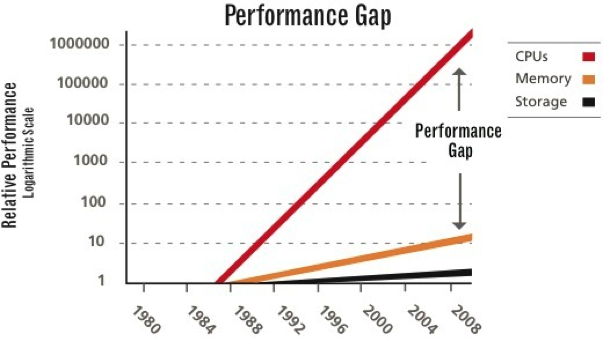 Performance Gap
Relative Performance
Logarithmic Scale
1000000
100000
10000
1000
100
10
1
CPUs
Memory
Storage
Performance
Gap
1980
1984
1988
1992
1996
2000
2004
2008